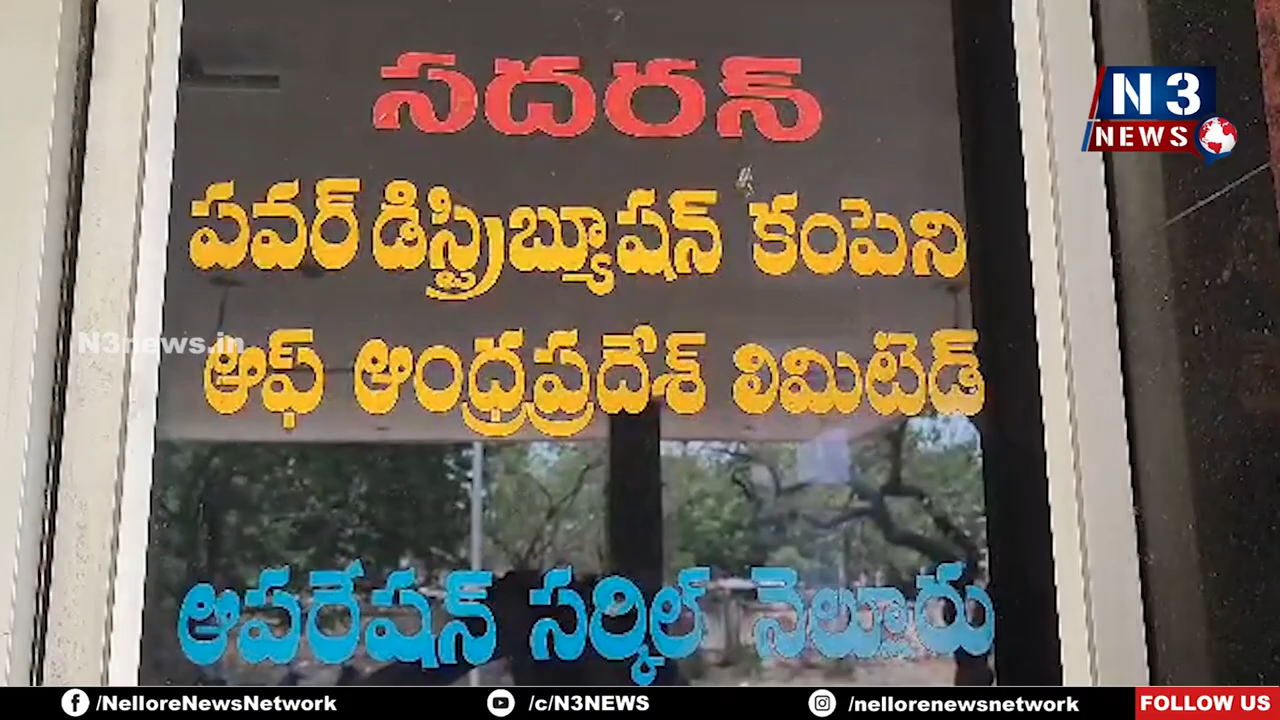 సదరన్
పవర్ డిస్ట్రిబ్యూషన్ కంపెని
ఆఫ్ ఆంధ్రప్రదేశ్ లిమిటెడ్
ఆపరేషన్ సర్కిల్ నెల్లూరు
N3
NEWS
N3news.in
/NelloreNewsNetwork
/c/N3NEWS
/nellorenewsnetwork
FOLLOW US